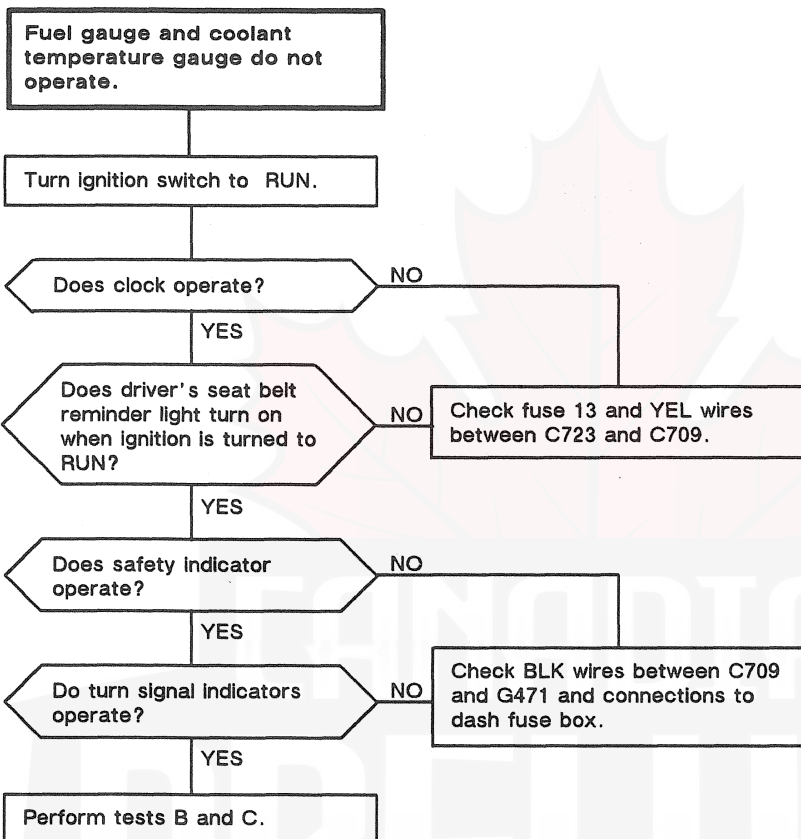 Fuel gauge and coolant
temperature gauge do not
operate.
Turn ignition switch to RUN.
Does clock operate?
NO
YES
Does driver's seat belt
reminder light turn on
when ignition is turned to
RUN?
NO
Check fuse 13 and YEL wires
between C723 and C709.
YES
Does safety indicator
operate?
NO
YES
Do turn signal indicators
operate?
NO
Check BLK wires between C709
and G471 and connections to
dash fuse box.
YES
Perform tests B and C.